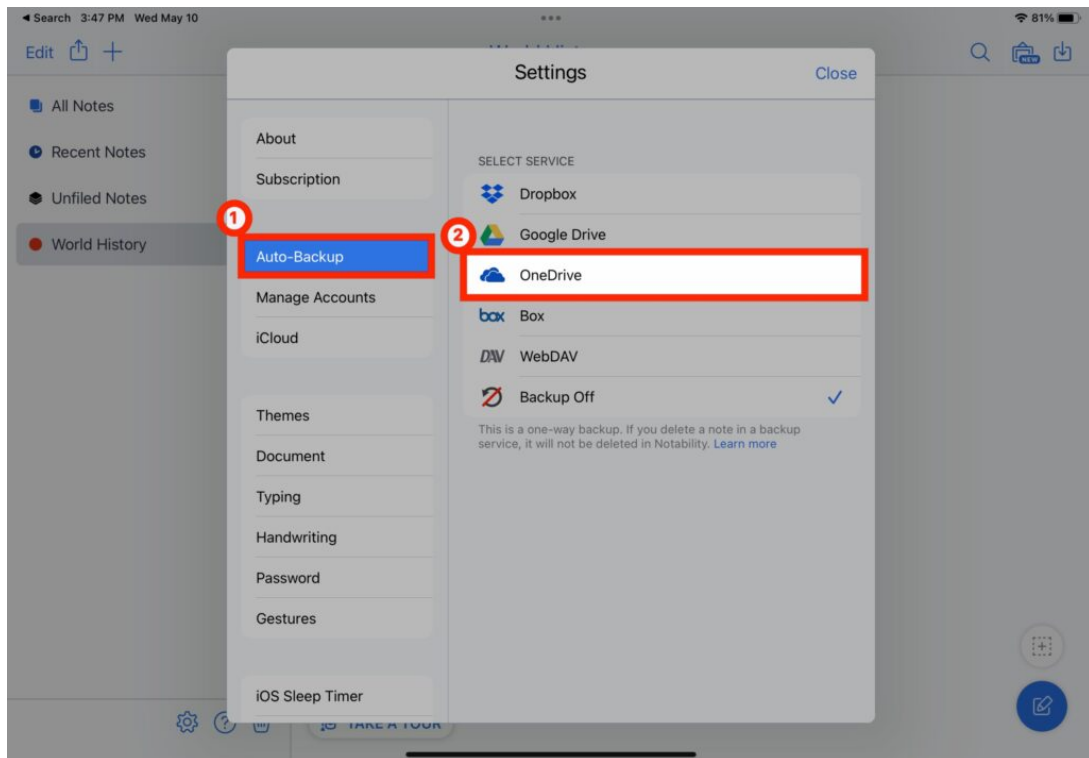 Search 3:47 PM Wed May 10
81%
Edit
NEW
Settings
Close
All Notes
Recent Notes
Unfiled Notes
World History
About
Subscription
1
Auto-Backup
Manage Accounts
iCloud
Themes
Document
Typing
Handwriting
Password
Gestures
iOS Sleep Timer
SELECT SERVICE
Dropbox
2
Google Drive
OneDrive
box Box
DAV WebDAV
Backup Off
This is a one-way backup. If you delete a note in a backup
service, it will not be deleted in Notability. Learn more
TAKE A TOUR